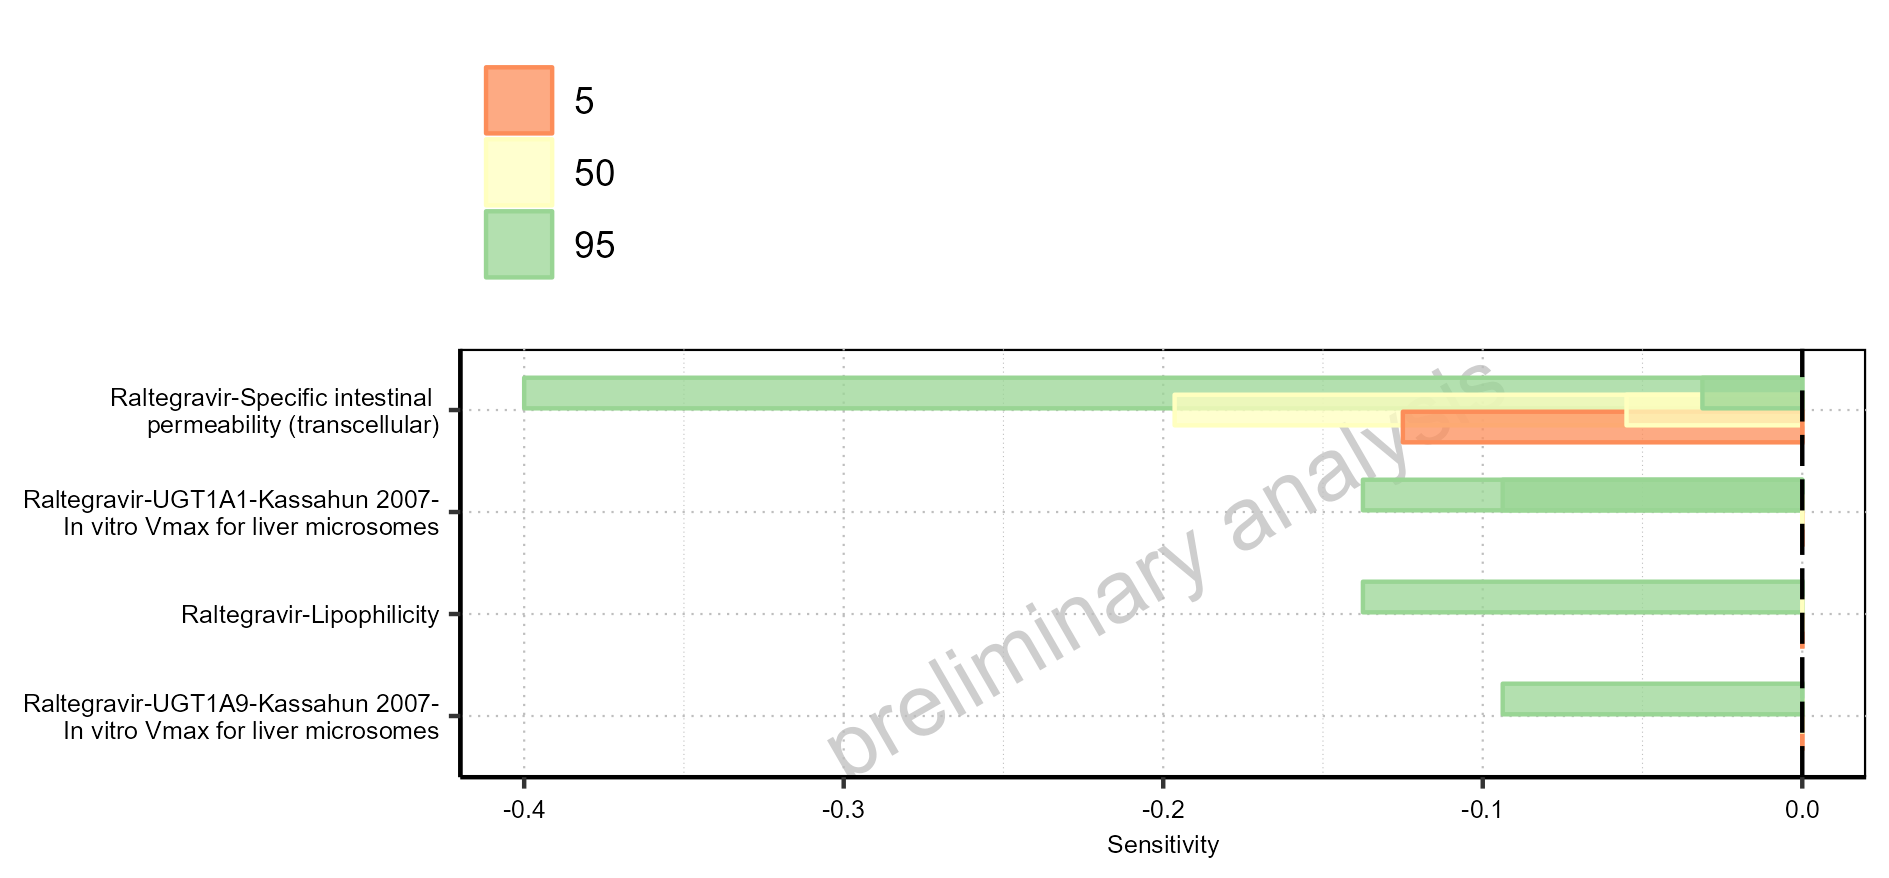 5
50
95
Raltegravir-Specific intestinal
permeability (transcellular)
Raltegravir-UGT1A1-Kassahun 2007-
In vitro Vmax for liver microsomes
Raltegravir-Lipophilicity
Raltegravir-UGT1A9-Kassahun 2007-
In vitro Vmax for liver microsomes
preliminary analysis
-0.4 -0.3 -0.2 -0.1 0.0
Sensitivity